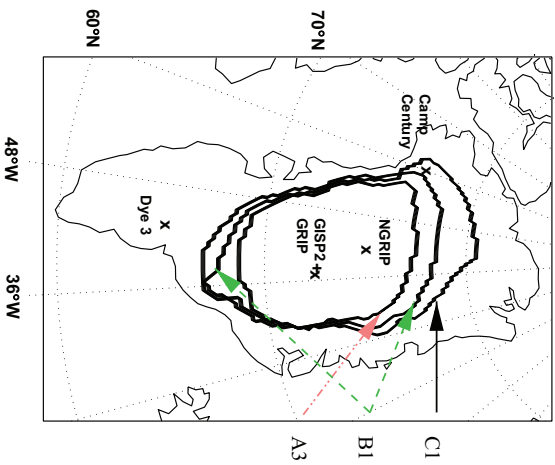 60°N
70°N
Camp
Century
48°W
NGRIP
GISP2
GRIP
Dye 3
36°W
A3
B1
C1